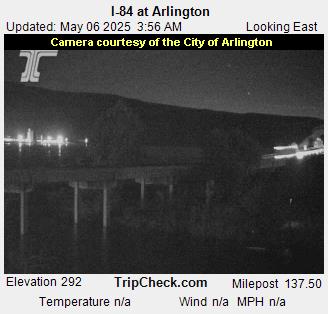 I-84 at Arlington
Updated: May 06 2025 3:56 AM Looking East
Camera courtesy of the City of Arlington
Elevation 292 TripCheck.com Milepost 137.50
Temperature n/a Wind n/a MPH n/a